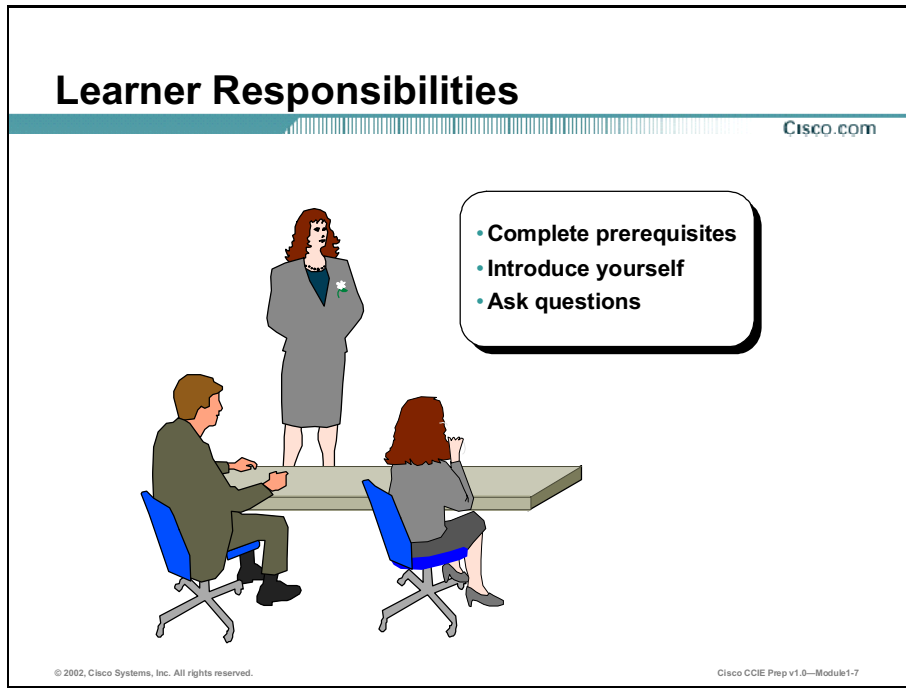 Learner Responsibilities
Cisco.com
• Complete prerequisites
• Introduce yourself
• Ask questions
© 2002, Cisco Systems, Inc. All rights reserved.
Cisco CCIE Prep v1.0—Module1-7